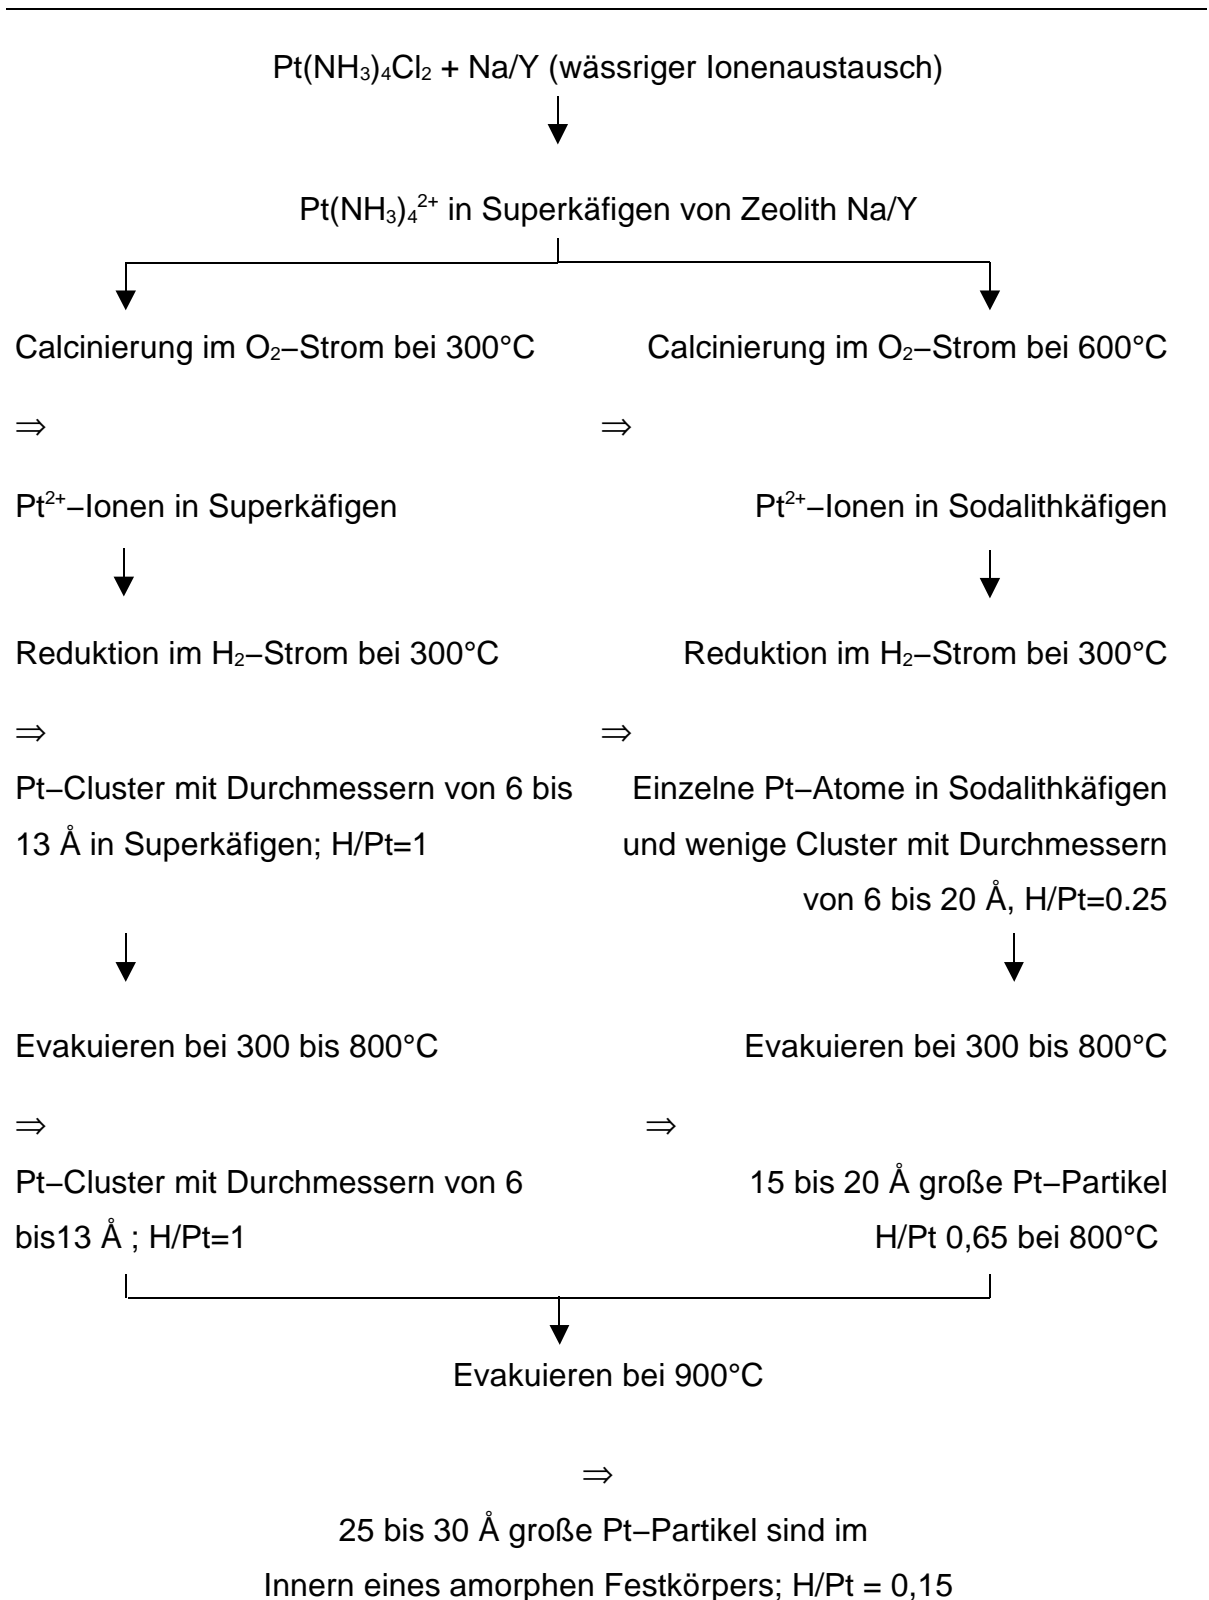 Pt(NH₃)₄Cl₂ + Na/Y (wässriger Ionenaustausch)
Pt(NH₃)₄²⁺ in Superkäfigen von Zeolith Na/Y
Calcinierung im O₂–Strom bei 300°C
Calcinierung im O₂–Strom bei 600°C
⇒
⇒
Pt²⁺–Ionen in Superkäfigen
Pt²⁺–Ionen in Sodalithkäfigen
Reduktion im H₂–Strom bei 300°C
Reduktion im H₂–Strom bei 300°C
⇒
⇒
Pt–Cluster mit Durchmessern von 6 bis
13 Å in Superkäfigen; H/Pt=1
Einzelne Pt–Atome in Sodalithkäfigen
und wenige Cluster mit Durchmessern
von 6 bis 20 Å, H/Pt=0.25
Evakuieren bei 300 bis 800°C
Evakuieren bei 300 bis 800°C
⇒
⇒
Pt–Cluster mit Durchmessern von 6
bis13 Å ; H/Pt=1
15 bis 20 Å große Pt–Partikel
H/Pt 0,65 bei 800°C
Evakuieren bei 900°C
⇒
25 bis 30 Å große Pt–Partikel sind im
Innern eines amorphen Festkörpers; H/Pt = 0,15